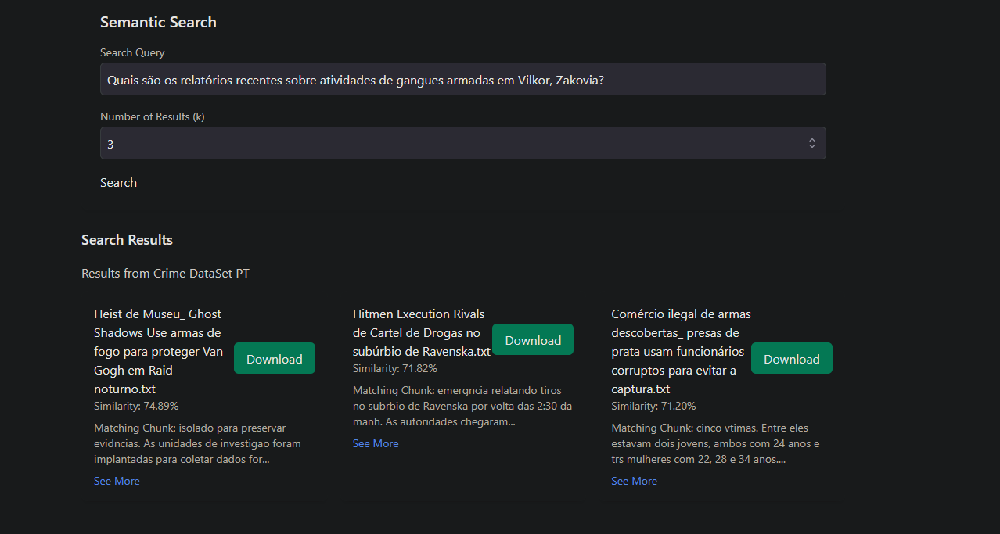 Semantic Search
Search Query
Quais são os relatórios recentes sobre atividades de gangues armadas em Vilkor, Zakovia?
Number of Results (k)
3
Search
Search Results
Results from Crime DataSet PT
Heist de Museu_ Ghost
Shadows Use armas de
fogo para proteger Van
Gogh em Raid
noturno.txt
Download
Similarity: 74.89%
Matching Chunk: isolado para preservar
evidncias. As unidades de investigao foram
implantadas para coletar dados for...
See More
Hitmen Execution Rivals
de Cartel de Drogas no
subúrbio de Ravenska.txt
Download
Similarity: 71.82%
Matching Chunk: emergncia relatando tiros
no subrbio de Ravenska por volta das 2:30 da
manh. As autoridades chegaram...
See More
Comércio ilegal de armas
descobertas_ presas de
prata usam funcionários
corruptos para evitar a
captura.txt
Download
Similarity: 71.20%
Matching Chunk: cinco vtimas. Entre eles
estavam dois jovens, ambos com 24 anos e
trs mulheres com 22, 28 e 34 anos....
See More